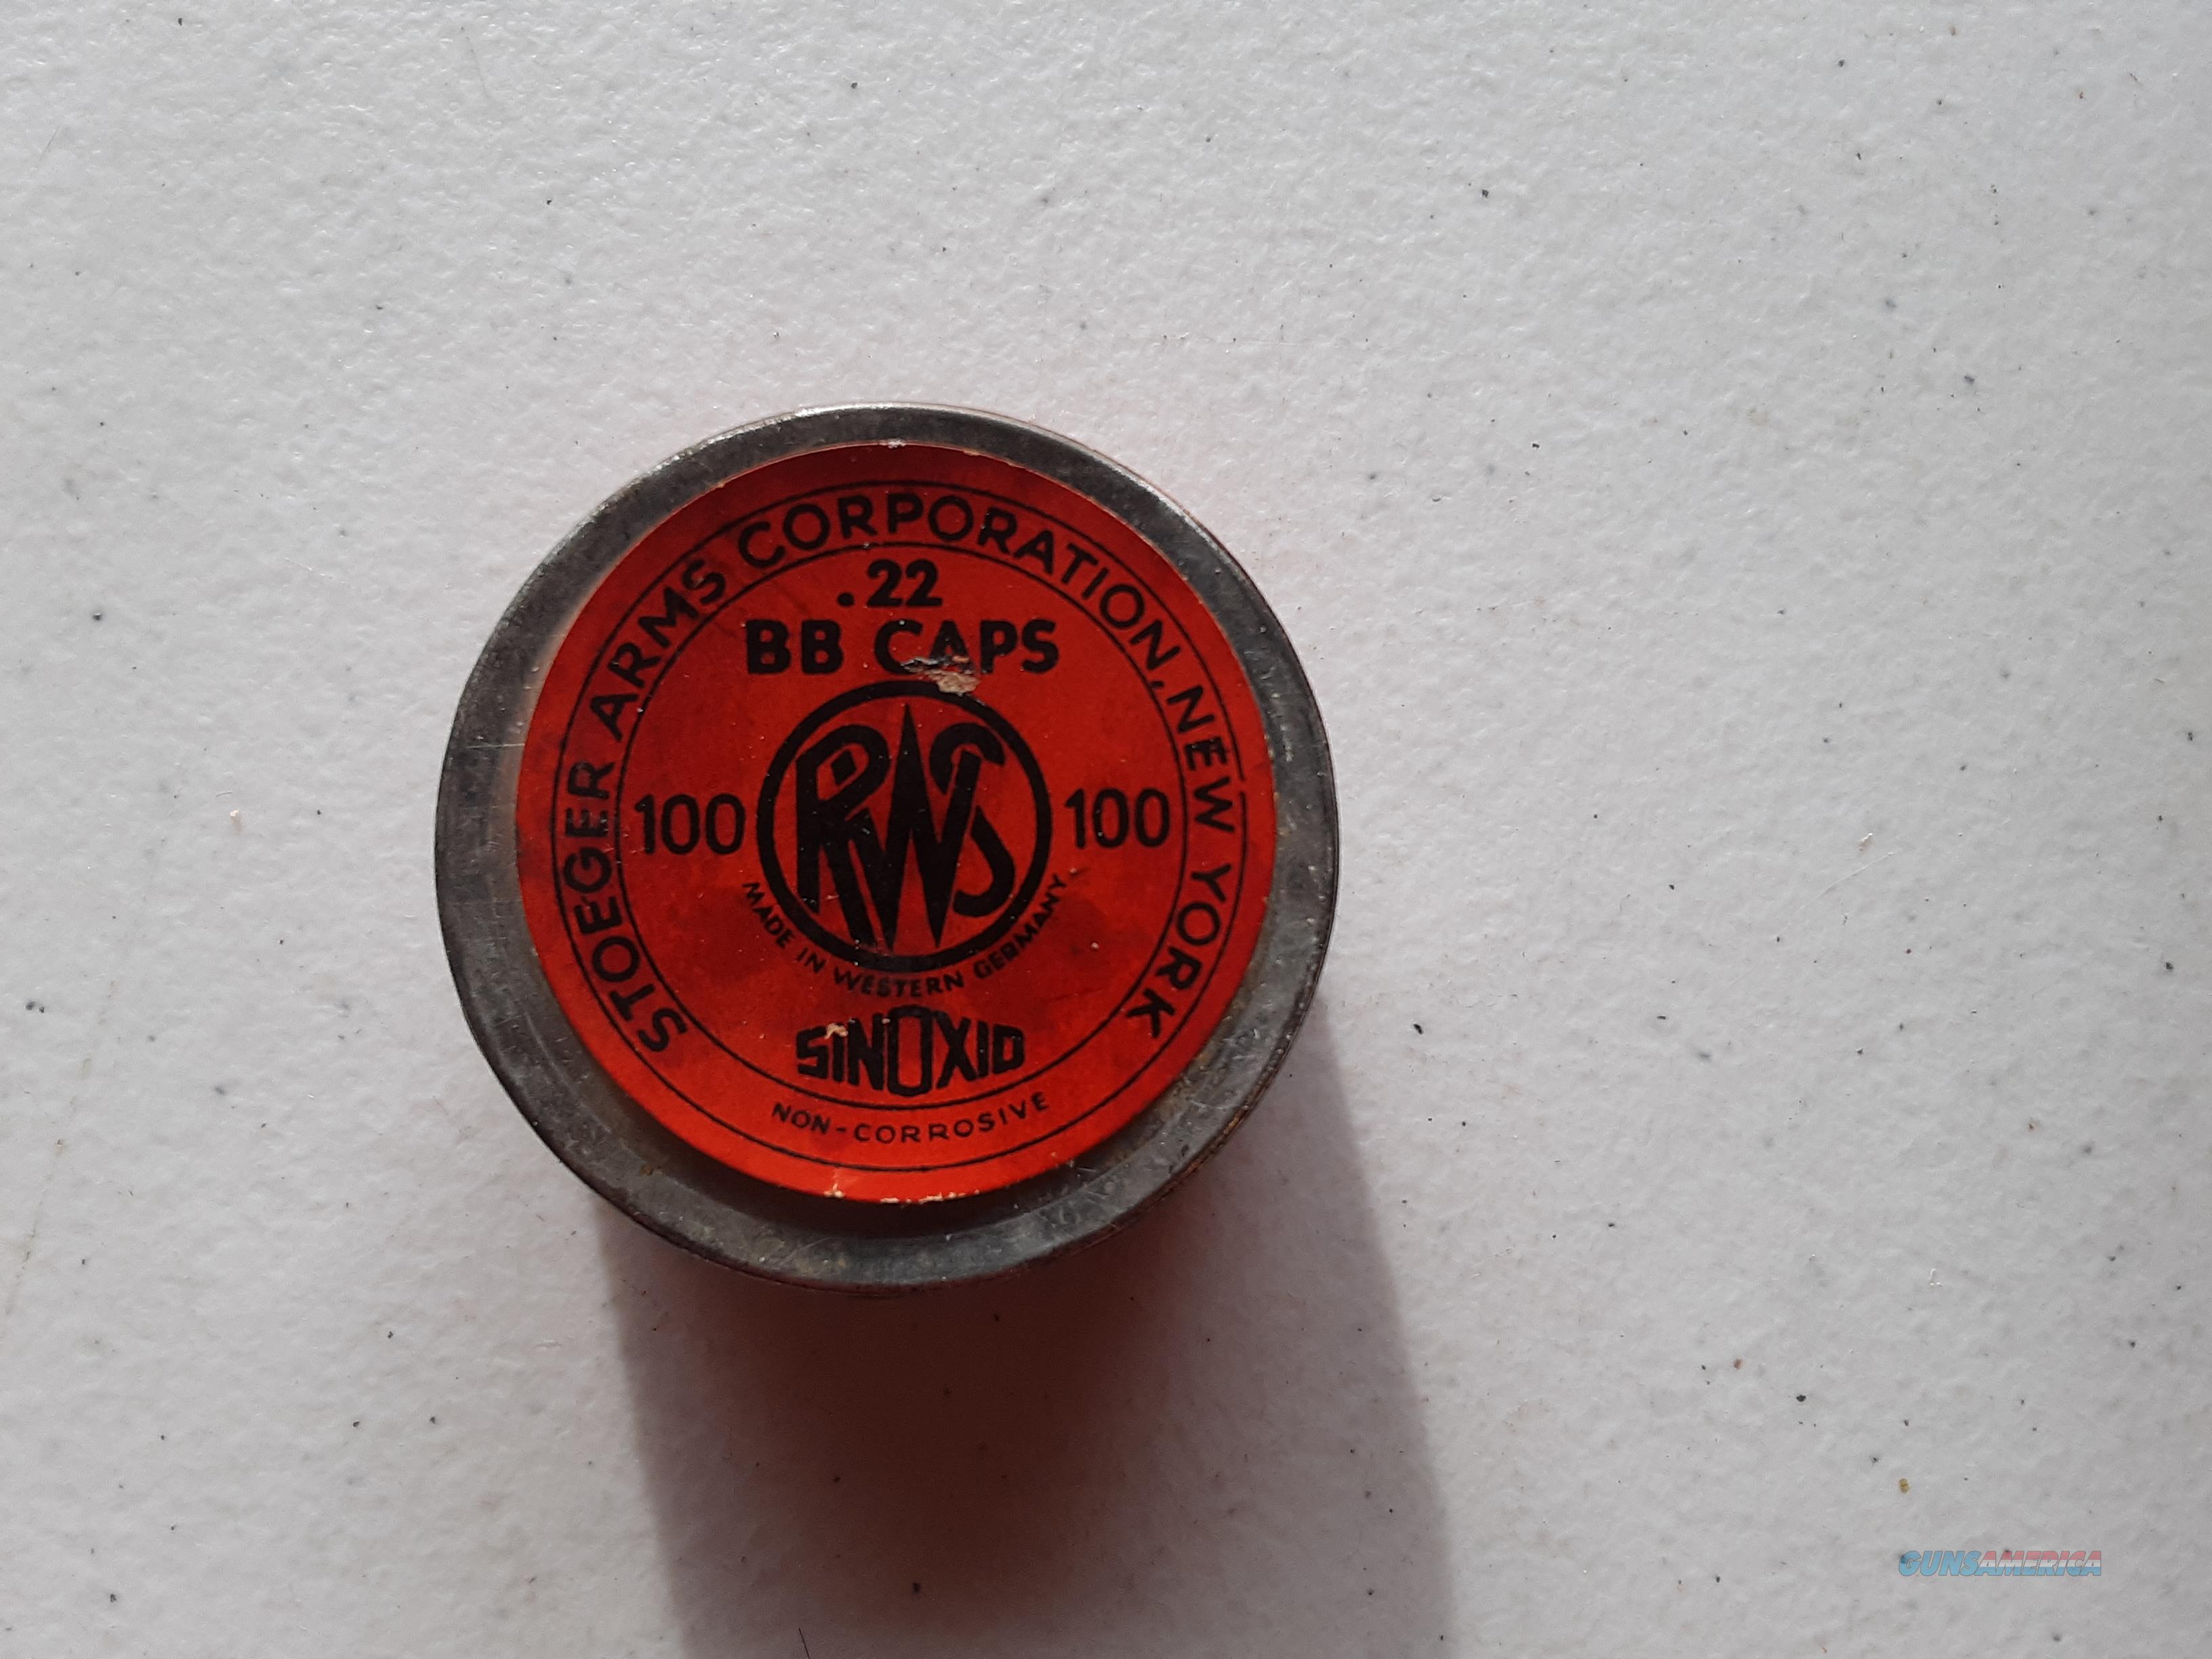 STOEGER ARMS CORPORATION, NEW YORK
.22
BB CAPS
100 RWS 100
MADE IN WESTERN GERMANY
SINOXID
NON-CORROSIVE
GUNSAMERICA